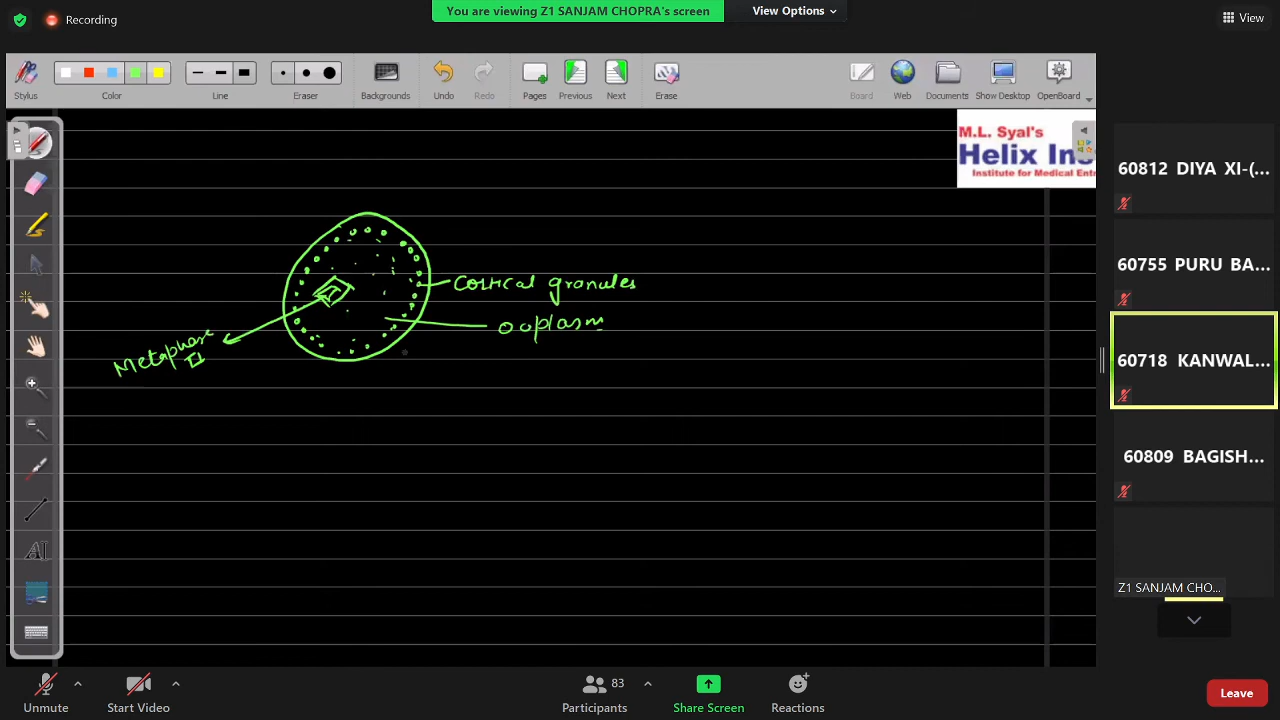 Recording
You are viewing Z1 SANJAM CHOPRA's screen
View Options
View
Stylus
Color
Line
Eraser
Backgrounds
Undo
Redo
Pages
Previous
Next
Erase
Board
Web
Documents
Show Desktop
OpenBoard
M.L. Syal's
Helix Ins
Institute for Medical Entr
Cortical granules
ooplasm
Metaphase
II
60812 DIYA XI-(...
60755 PURU BA...
60718 KANWAL...
60809 BAGISH...
Z1 SANJAM CHO...
Unmute
Start Video
83
Participants
Share Screen
Reactions
Leave